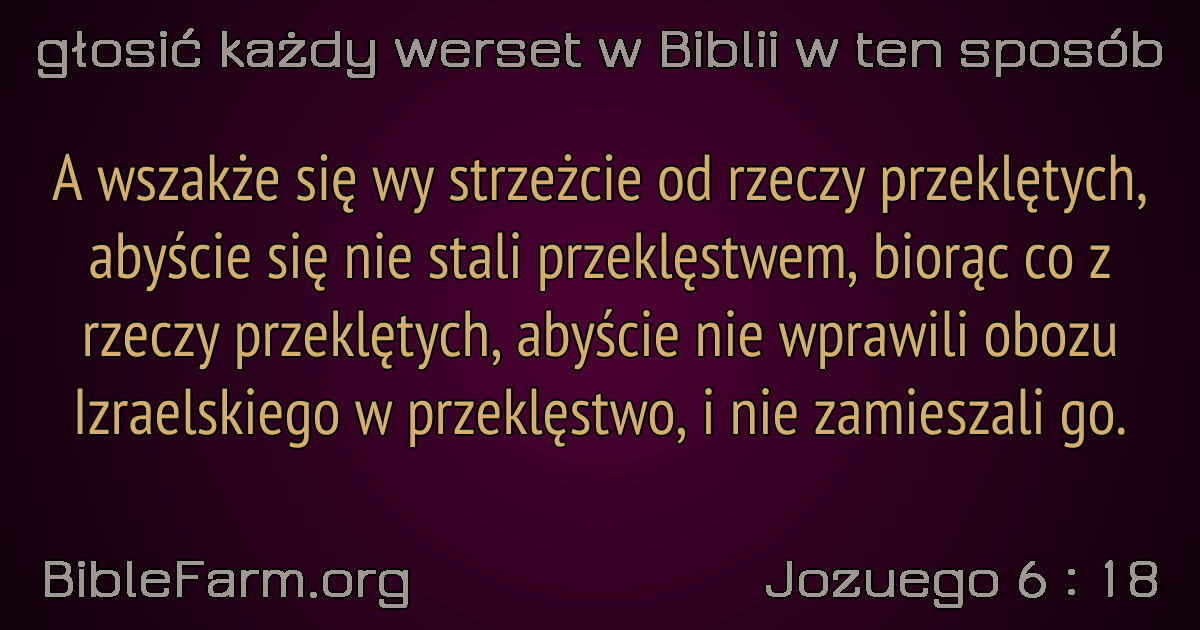 głosić każdy werset w Biblii w ten sposób
A wszakże się wy strzeżcie od rzeczy przeklętych,
abyście się nie stali przeklęstwem, biorąc co z
rzeczy przeklętych, abyście nie wprawili obozu
Izraelskiego w przeklęstwo, i nie zamieszali go.
BibleFarm.org
Jozuego 6 : 18